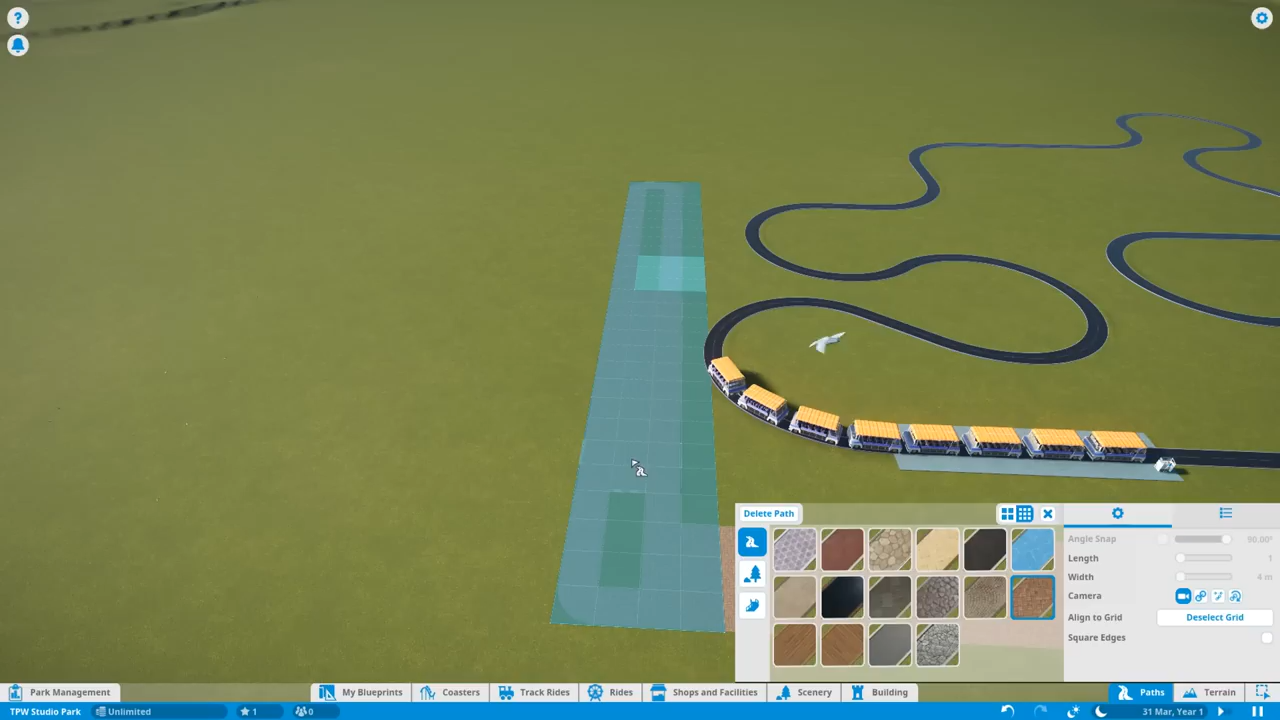 ?
Delete Path
Angle Snap 90.00°
Length 1
Width 4 m
Camera
Align to Grid Deselect Grid
Square Edges
Park Management My Blueprints Coasters Track Rides Rides Shops and Facilities Scenery Building Paths Terrain
TPW Studio Park Unlimited 1 0 31 Mar, Year 1